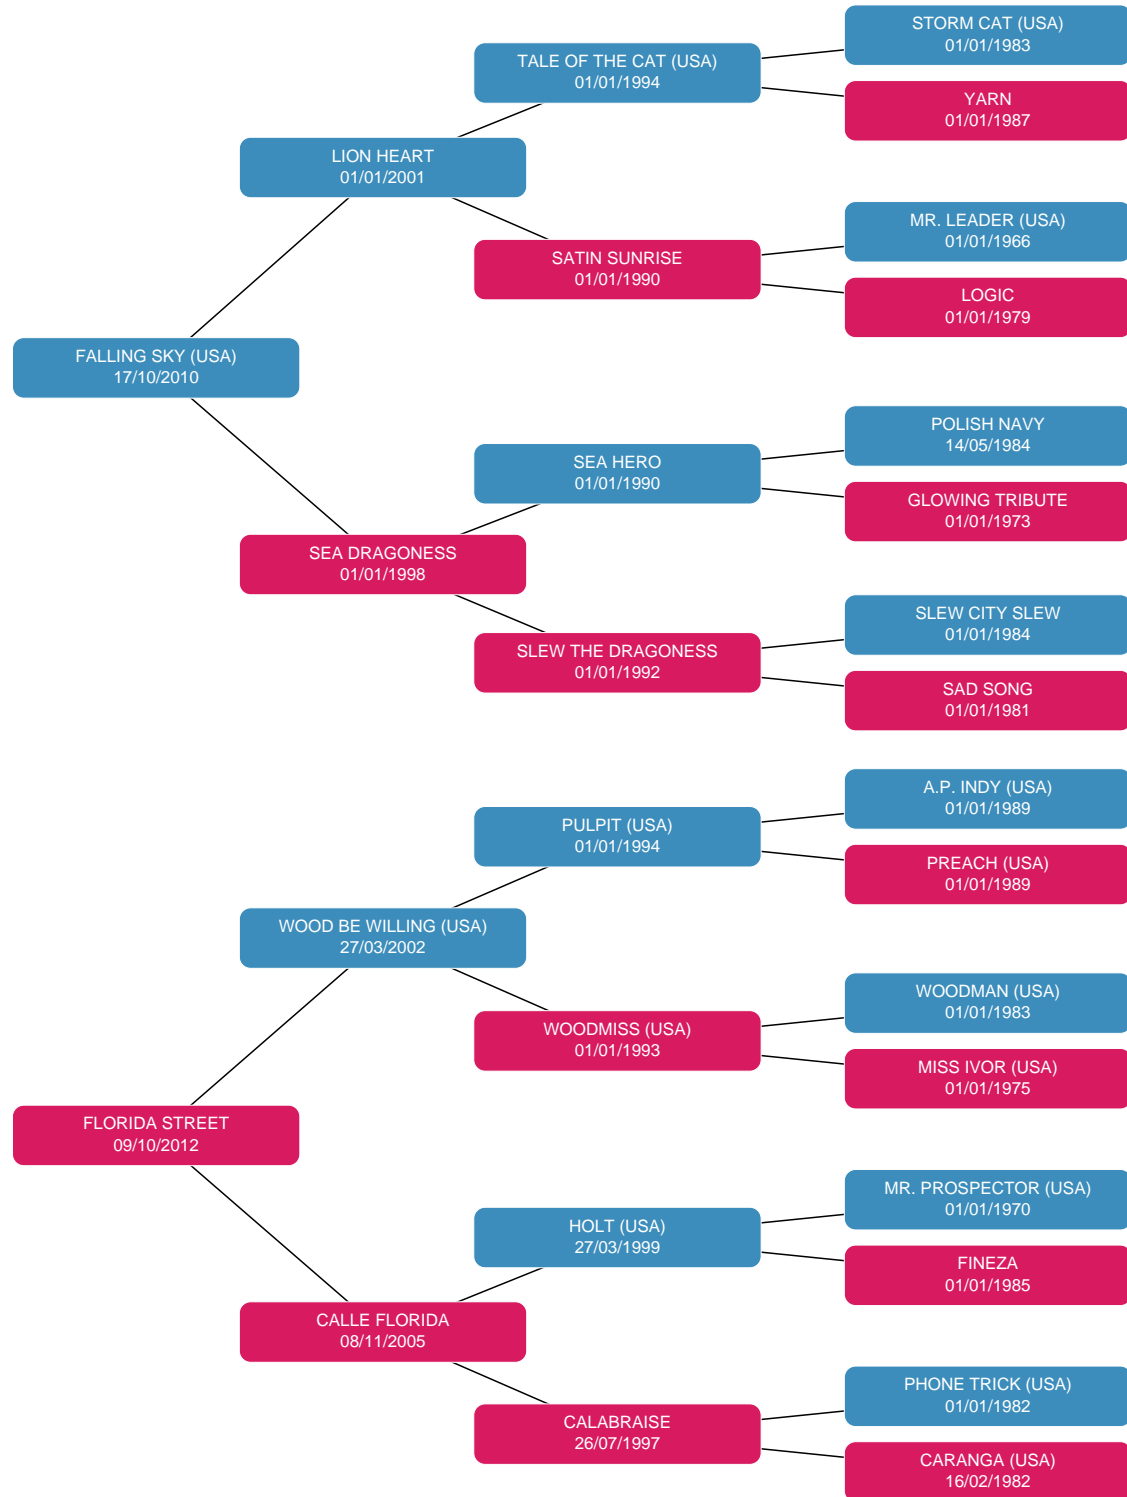 STORM CAT (USA)
01/01/1983
TALE OF THE CAT (USA)
01/01/1994
YARN
01/01/1987
LION HEART
01/01/2001
MR. LEADER (USA)
01/01/1966
SATIN SUNRISE
01/01/1990
LOGIC
01/01/1979
FALLING SKY (USA)
17/10/2010
POLISH NAVY
14/05/1984
SEA HERO
01/01/1990
GLOWING TRIBUTE
01/01/1973
SEA DRAGONESS
01/01/1998
SLEW CITY SLEW
01/01/1984
SLEW THE DRAGONESS
01/01/1992
SAD SONG
01/01/1981
A.P. INDY (USA)
01/01/1989
PULPIT (USA)
01/01/1994
PREACH (USA)
01/01/1989
WOOD BE WILLING (USA)
27/03/2002
WOODMAN (USA)
01/01/1983
WOODMISS (USA)
01/01/1993
MISS IVOR (USA)
01/01/1975
FLORIDA STREET
09/10/2012
MR. PROSPECTOR (USA)
01/01/1970
HOLT (USA)
27/03/1999
FINEZA
01/01/1985
CALLE FLORIDA
08/11/2005
PHONE TRICK (USA)
01/01/1982
CALABRAISE
26/07/1997
CARANGA (USA)
16/02/1982